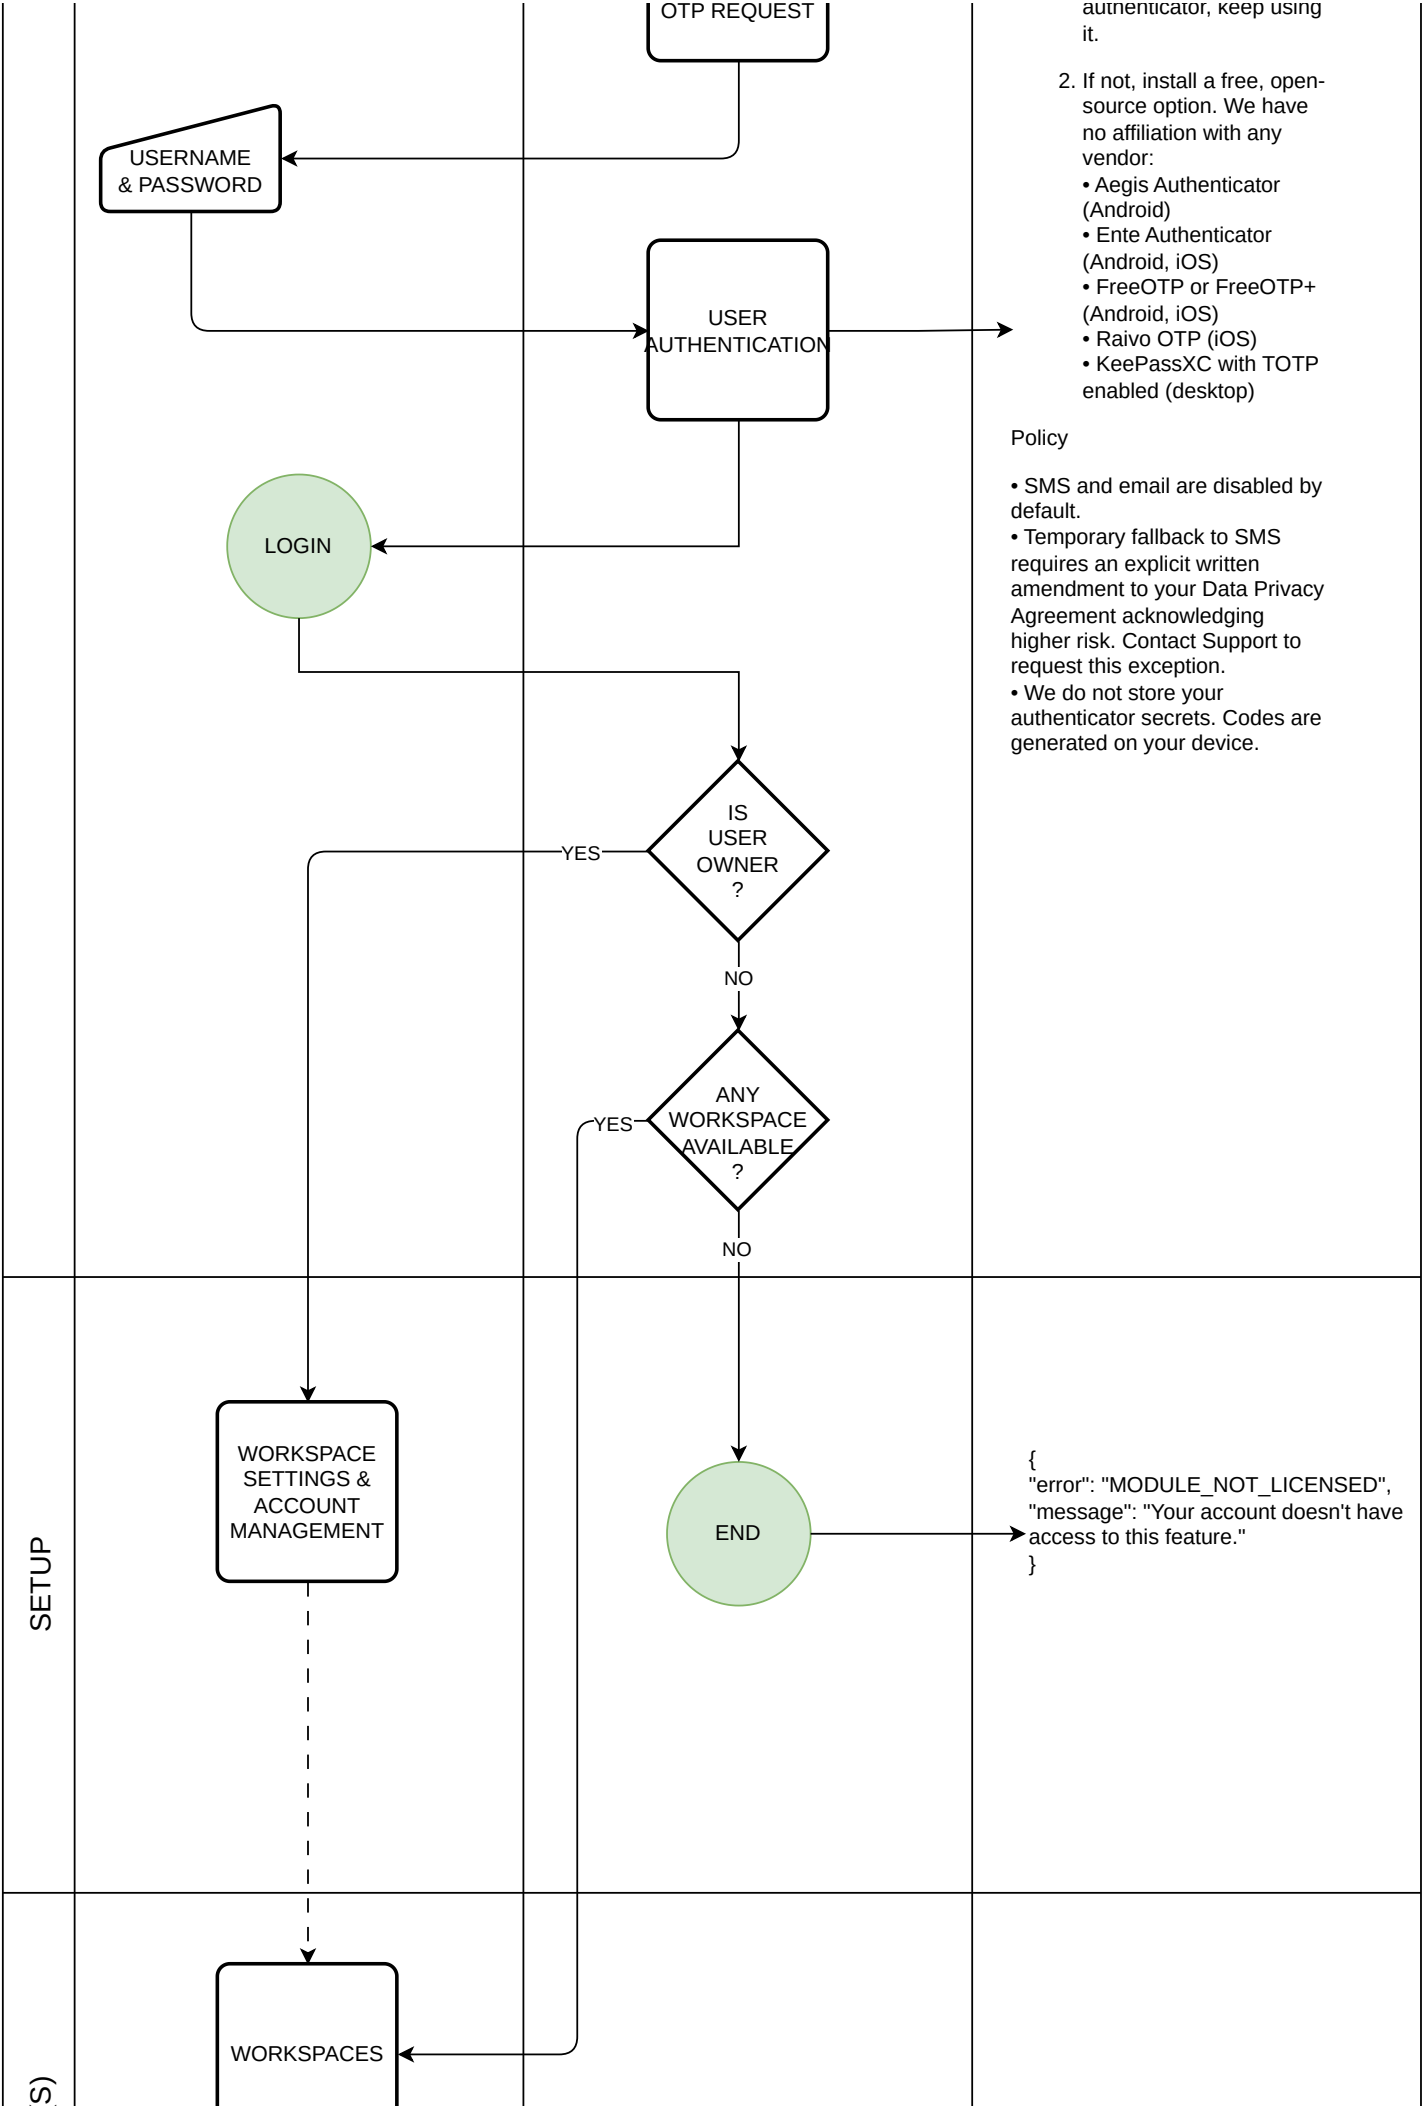 OTP REQUEST
authenticator, keep using
it.
2. If not, install a free, open-
source option. We have
no affiliation with any
vendor:
• Aegis Authenticator
(Android)
• Ente Authenticator
(Android, iOS)
• FreeOTP or FreeOTP+
(Android, iOS)
• Raivo OTP (iOS)
• KeePassXC with TOTP
enabled (desktop)
Policy
• SMS and email are disabled by
default.
• Temporary fallback to SMS
requires an explicit written
amendment to your Data Privacy
Agreement acknowledging
higher risk. Contact Support to
request this exception.
• We do not store your
authenticator secrets. Codes are
generated on your device.
USERNAME
& PASSWORD
USER
AUTHENTICATION
LOGIN
IS
USER
OWNER
?
YES
NO
ANY
WORKSPACE
AVAILABLE
?
YES
NO
SETUP
WORKSPACE
SETTINGS &
ACCOUNT
MANAGEMENT
END
{
"error": "MODULE_NOT_LICENSED",
"message": "Your account doesn't have
access to this feature."
}
WORKSPACES
S)